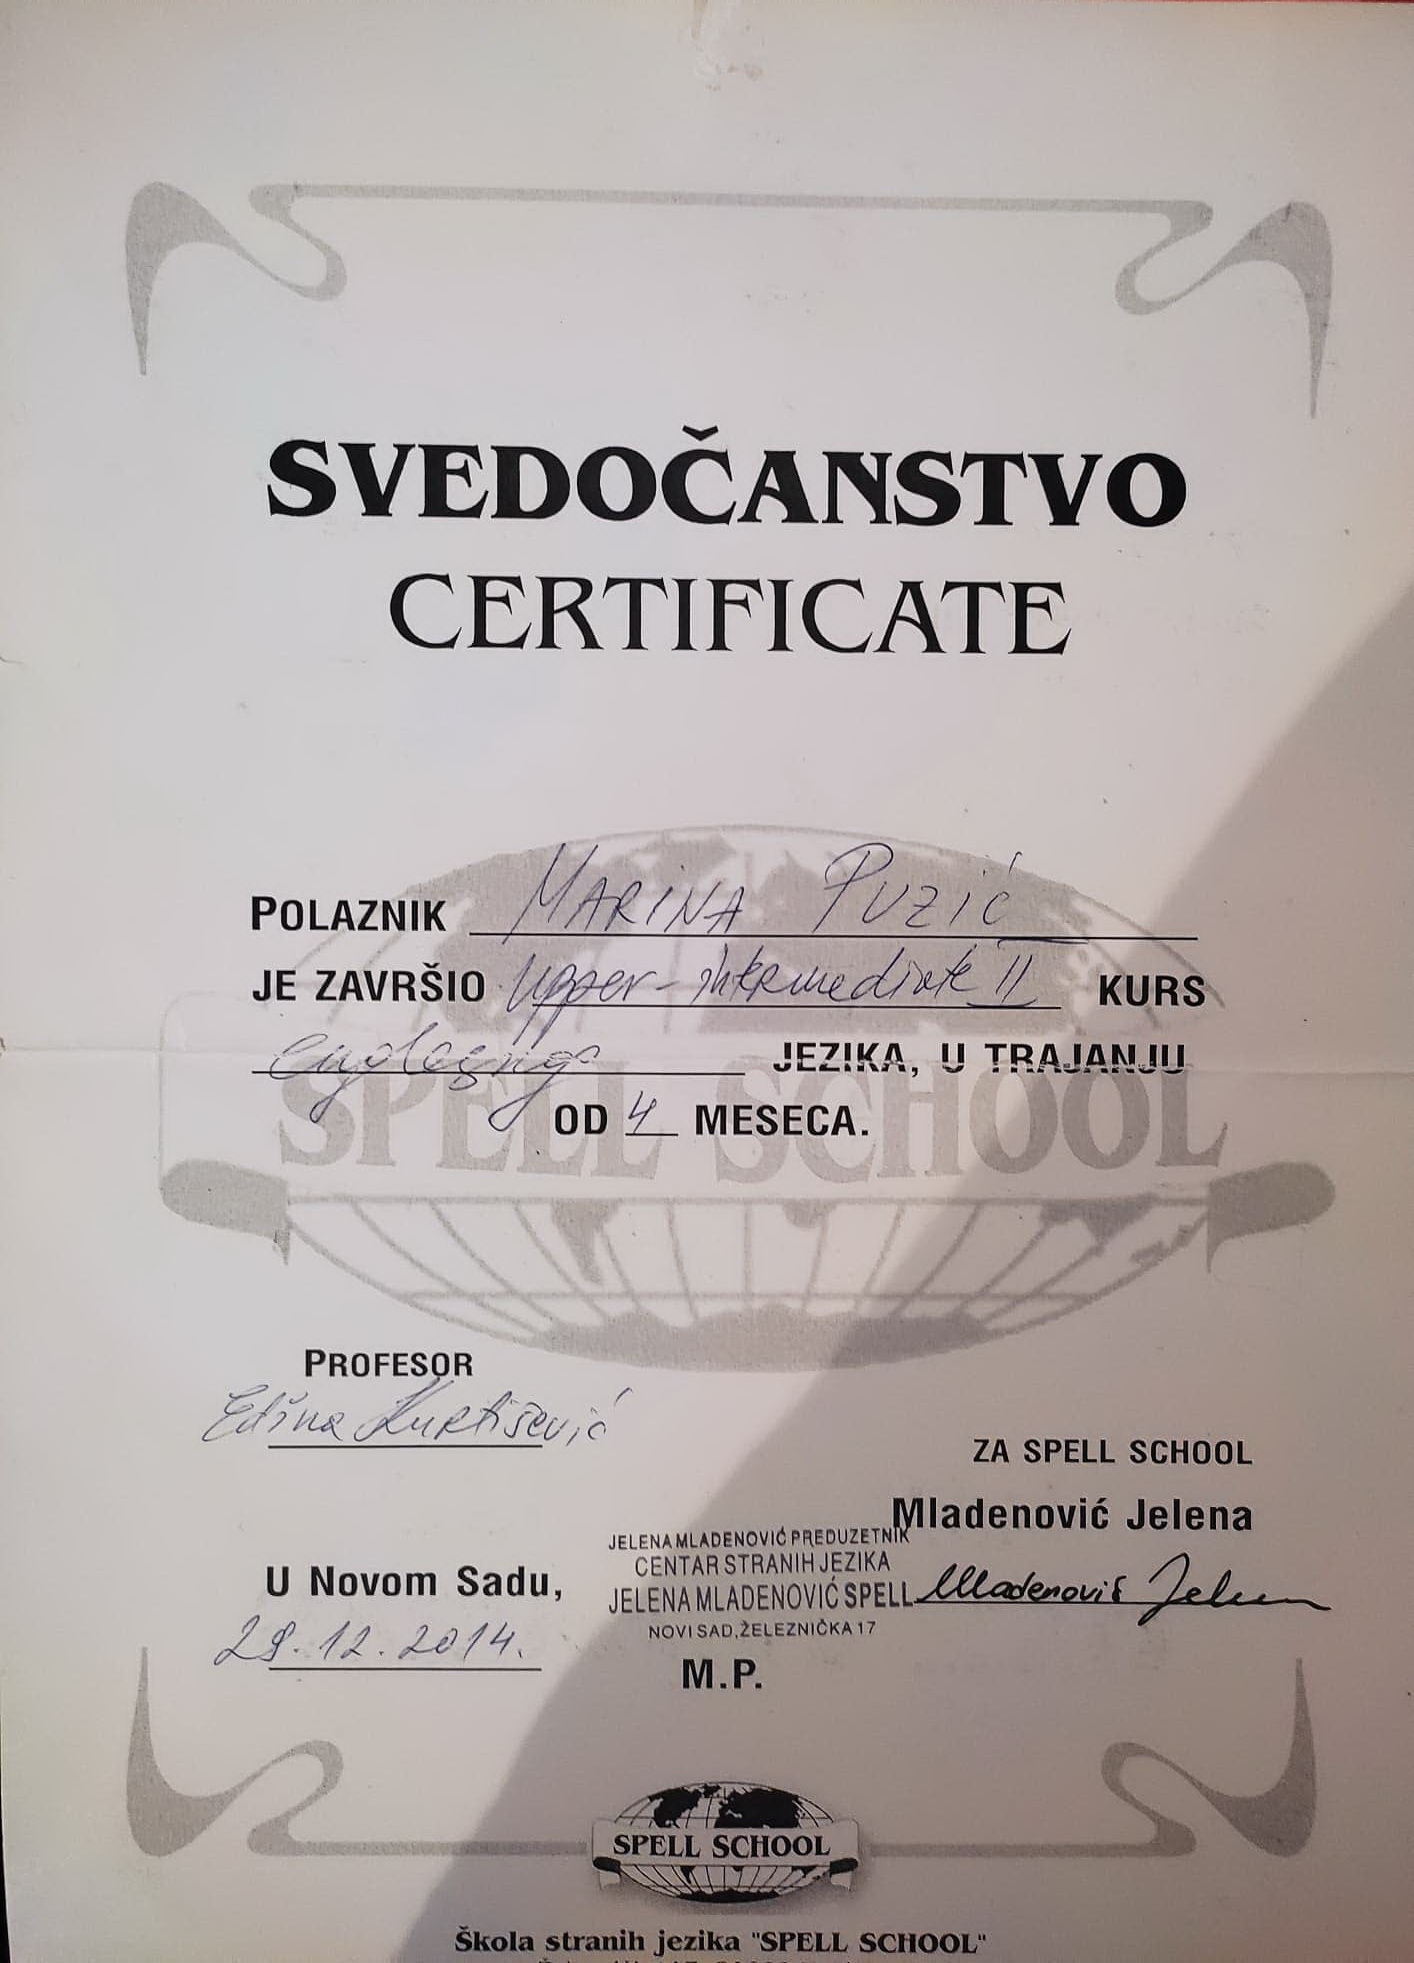 SVEDOČANSTVO
CERTIFICATE
POLAZNIK MARINA PUZIĆ
JE ZAVRŠIO Upper-intermediate II KURS
engleskog JEZIKA, U TRAJANJU
OD 4 MESECA.
SPELL SCHOOL
PROFESOR
Edina Kurtišević
ZA SPELL SCHOOL
Mladenović Jelena
JELENA MLADENOVIĆ PREDUZETNIK
CENTAR STRANIH JEZIKA
JELENA MLADENOVIĆ SPELL Mladenović Jelena
NOVI SAD, ŽELEZNIČKA 17
U Novom Sadu,
28.12.2014.
M.P.
SPELL SCHOOL
Škola stranih jezika "SPELL SCHOOL"